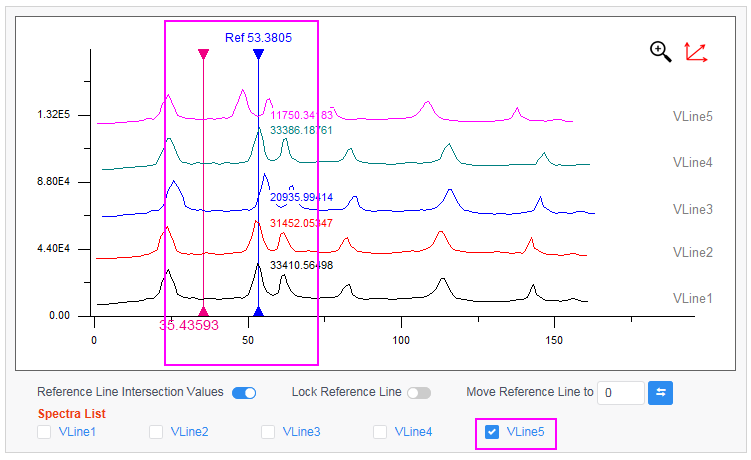 Ref 53.3805
1.32E5
11750.34183
VLine5
33386.18761
VLine4
8.80E4
20935.99414
VLine3
31452.05347
4.40E4
VLine2
33410.56498
VLine1
0.00
35.43593
0 50 100 150
Reference Line Intersection Values Lock Reference Line Move Reference Line to 0
Spectra List
VLine1 VLine2 VLine3 VLine4 VLine5